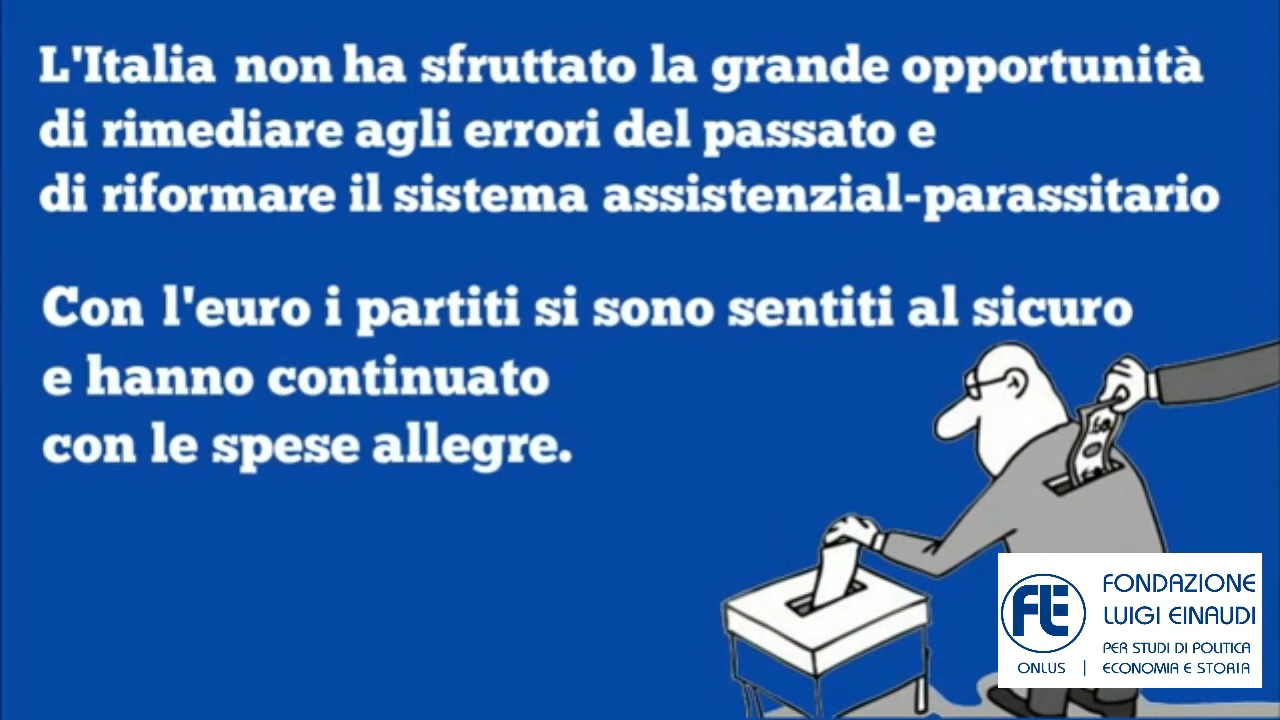 L'Italia non ha sfruttato la grande opportunità
di rimediare agli errori del passato e
di riformare il sistema assistenzial-parassitario
Con l'euro i partiti si sono sentiti al sicuro
e hanno continuato
con le spese allegre.
FONDAZIONE
LUIGI EINAUDI
PER STUDI DI POLITICA
ONLUS | ECONOMIA E STORIA